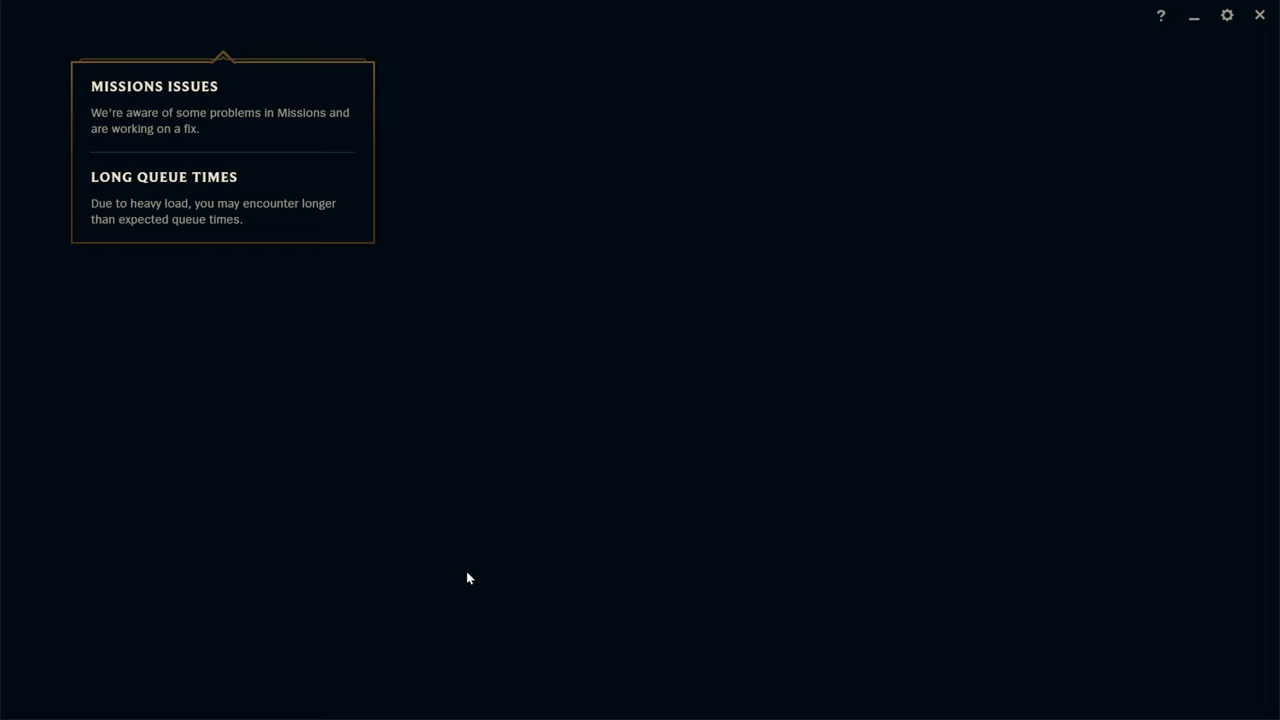 ?
MISSIONS ISSUES
We're aware of some problems in Missions and
are working on a fix.
LONG QUEUE TIMES
Due to heavy load, you may encounter longer
than expected queue times.